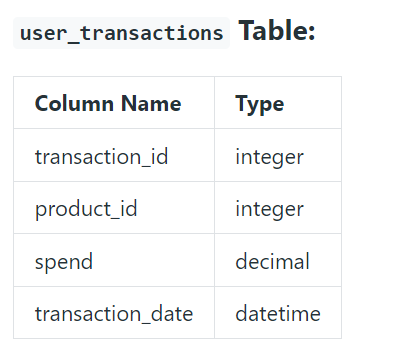 user_transactions Table:
Column Name Type
transaction_id integer
product_id integer
spend decimal
transaction_date datetime